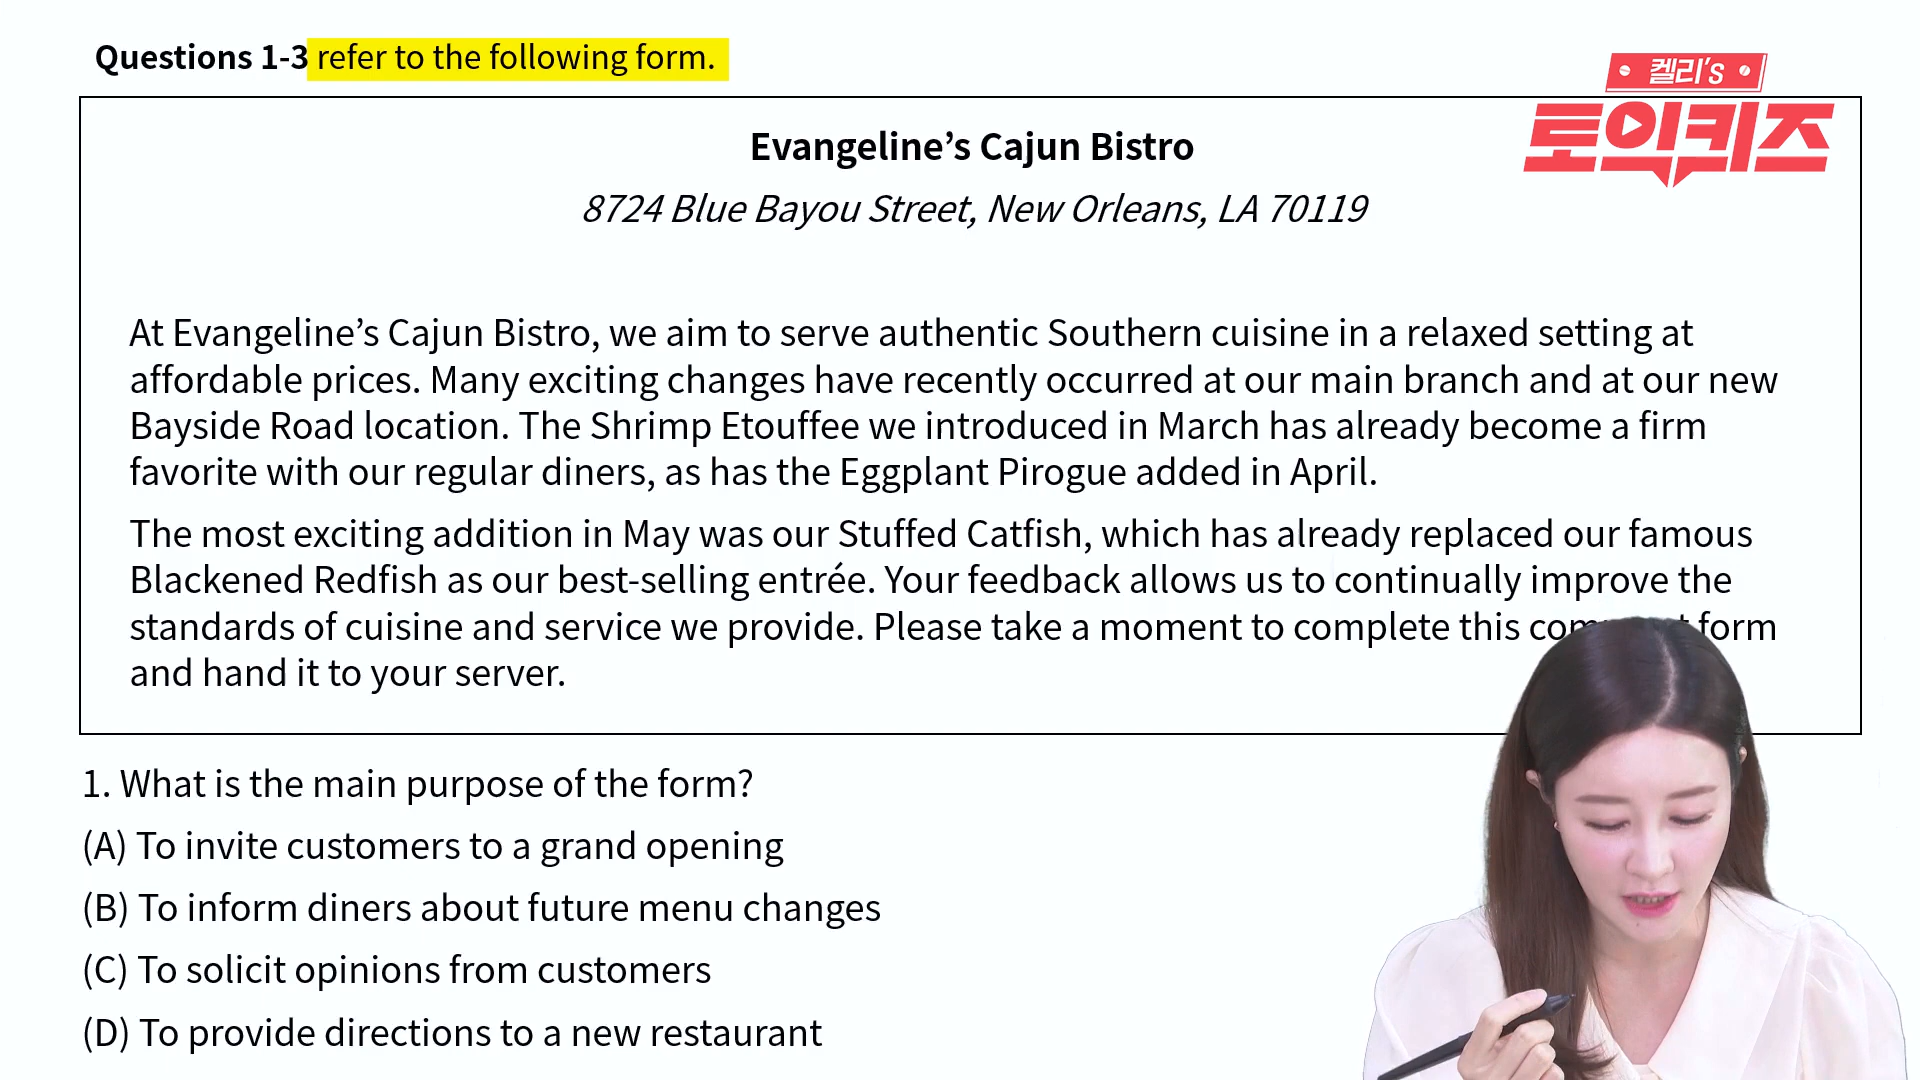 Questions 1-3 refer to the following form.
켈리's
토익키즈
Evangeline’s Cajun Bistro
8724 Blue Bayou Street, New Orleans, LA 70119
At Evangeline’s Cajun Bistro, we aim to serve authentic Southern cuisine in a relaxed setting at
affordable prices. Many exciting changes have recently occurred at our main branch and at our new
Bayside Road location. The Shrimp Etouffee we introduced in March has already become a firm
favorite with our regular diners, as has the Eggplant Pirogue added in April.
The most exciting addition in May was our Stuffed Catfish, which has already replaced our famous
Blackened Redfish as our best-selling entrée. Your feedback allows us to continually improve the
standards of cuisine and service we provide. Please take a moment to complete this form
and hand it to your server.
1. What is the main purpose of the form?
(A) To invite customers to a grand opening
(B) To inform diners about future menu changes
(C) To solicit opinions from customers
(D) To provide directions to a new restaurant